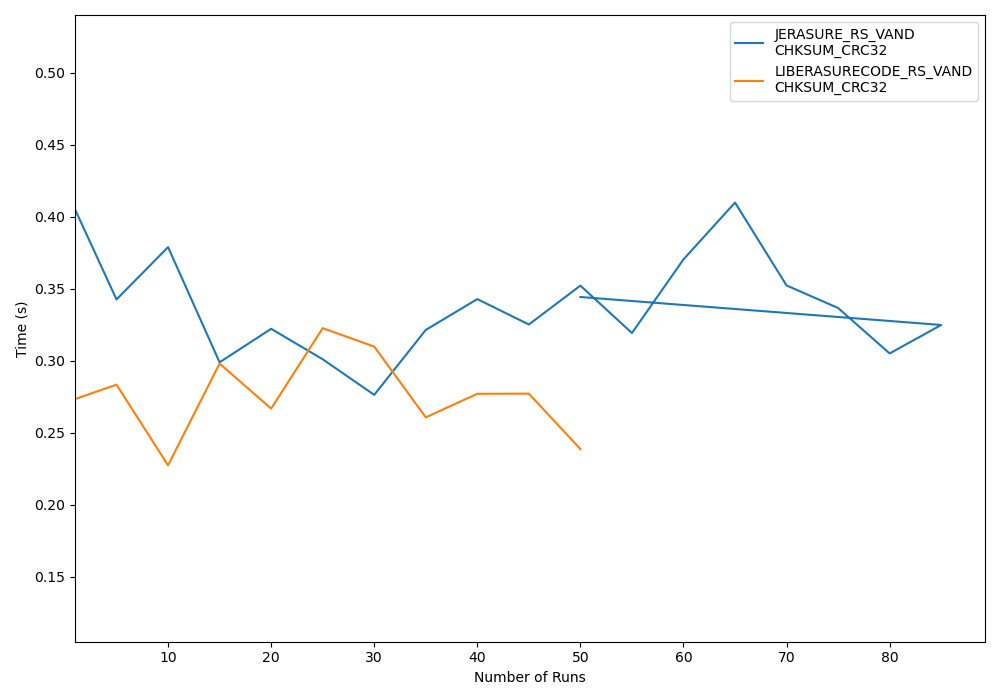 JERASURE_RS_VAND
CHKSUM_CRC32
LIBERASURECODE_RS_VAND
CHKSUM_CRC32
0.50
0.45
0.40
0.35
0.30
0.25
0.20
0.15
Time (s)
10 20 30 40 50 60 70 80
Number of Runs